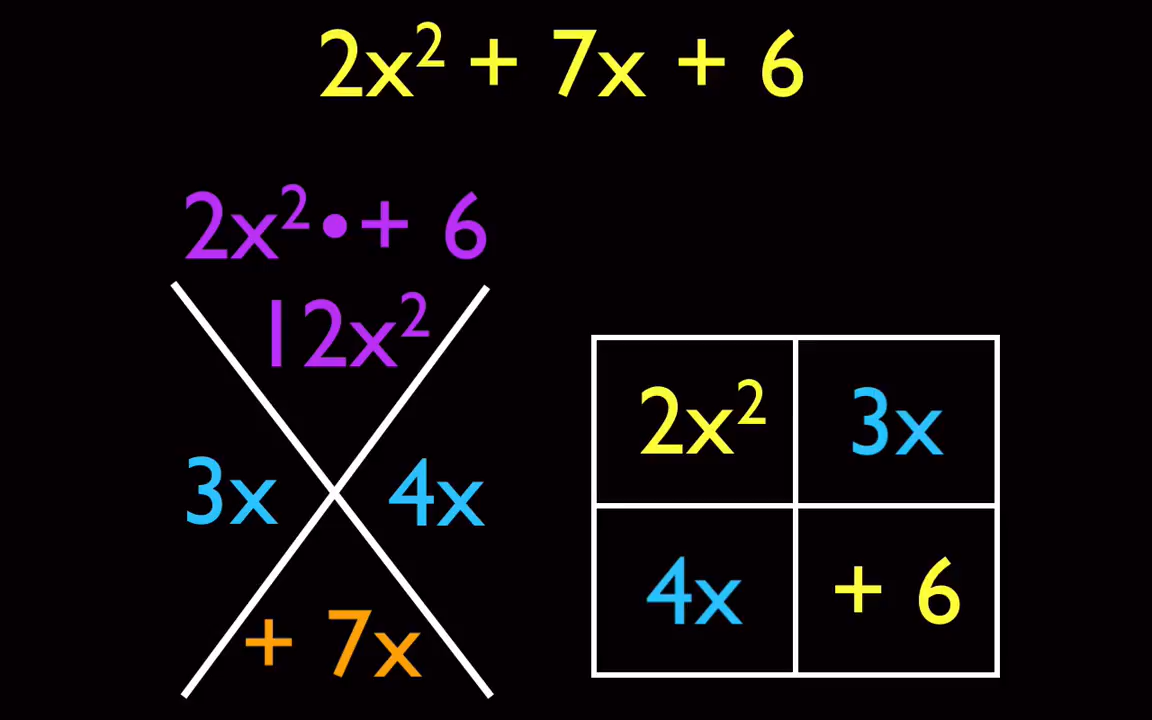 2x² + 7x + 6
2x²•+ 6
12x²
3x 4x
+ 7x
2x² 3x
4x + 6